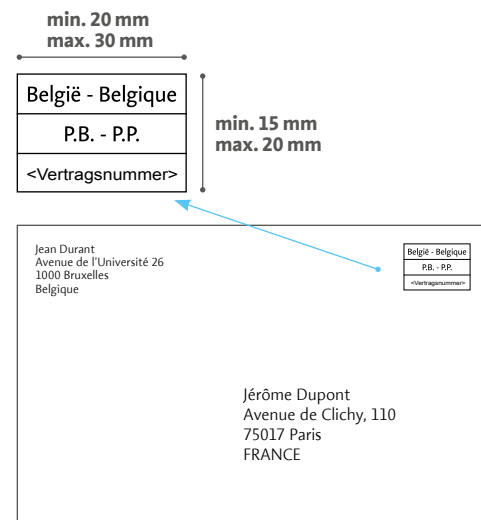 min. 20 mm
max. 30 mm
België - Belgique
P.B. - P.P.
<Vertragsnummer>
min. 15 mm
max. 20 mm
Jean Durant
Avenue de l'Université 26
1000 Bruxelles
Belgique
België - Belgique
P.B. - P.P.
<Vertragsnummer>
Jérôme Dupont
Avenue de Clichy, 110
75017 Paris
FRANCE